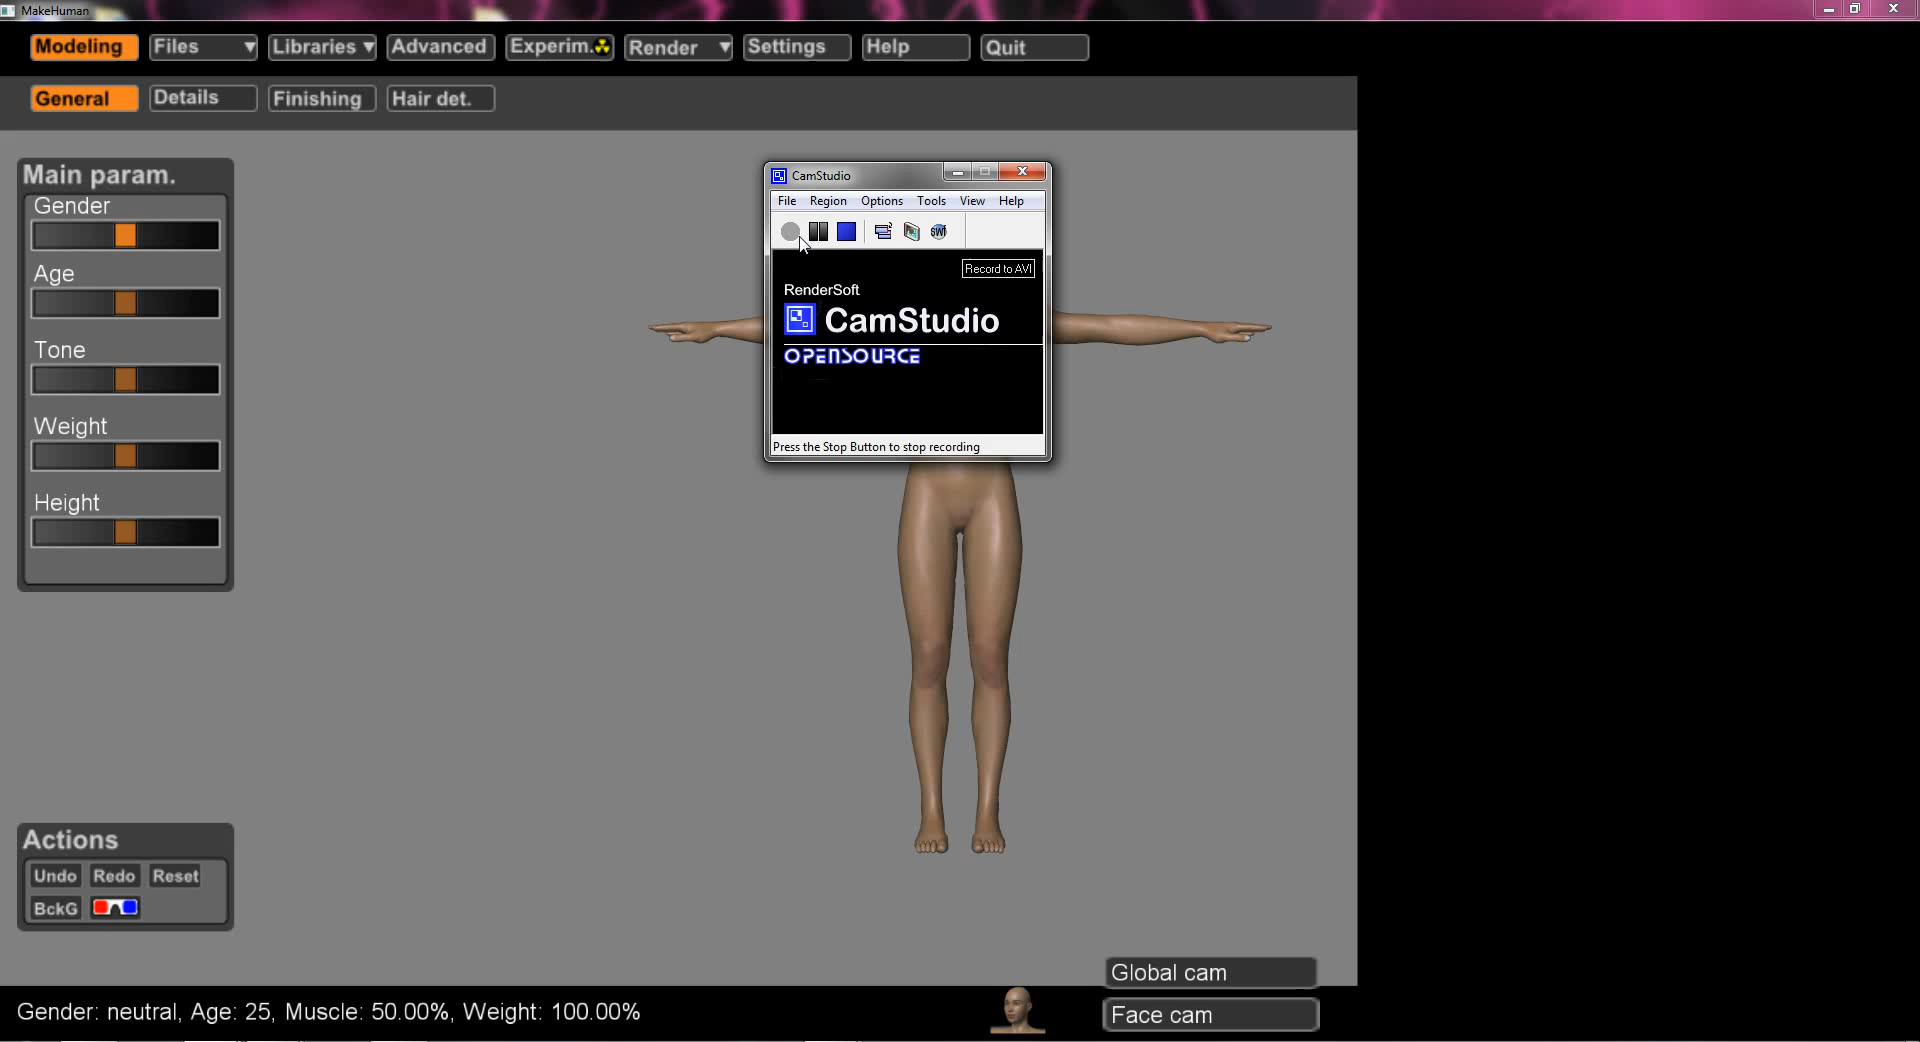 MakeHuman
Modeling Files Libraries Advanced Experim. Render Settings Help Quit
General Details Finishing Hair det.
Main param.
Gender
Age
Tone
Weight
Height
CamStudio
File Region Options Tools View Help
SWF
Record to AVI
RenderSoft
CamStudio
OPENSOURCE
Press the Stop Button to stop recording
Actions
Undo Redo Reset
BckG
Global cam
Face cam
Gender: neutral, Age: 25, Muscle: 50.00%, Weight: 100.00%